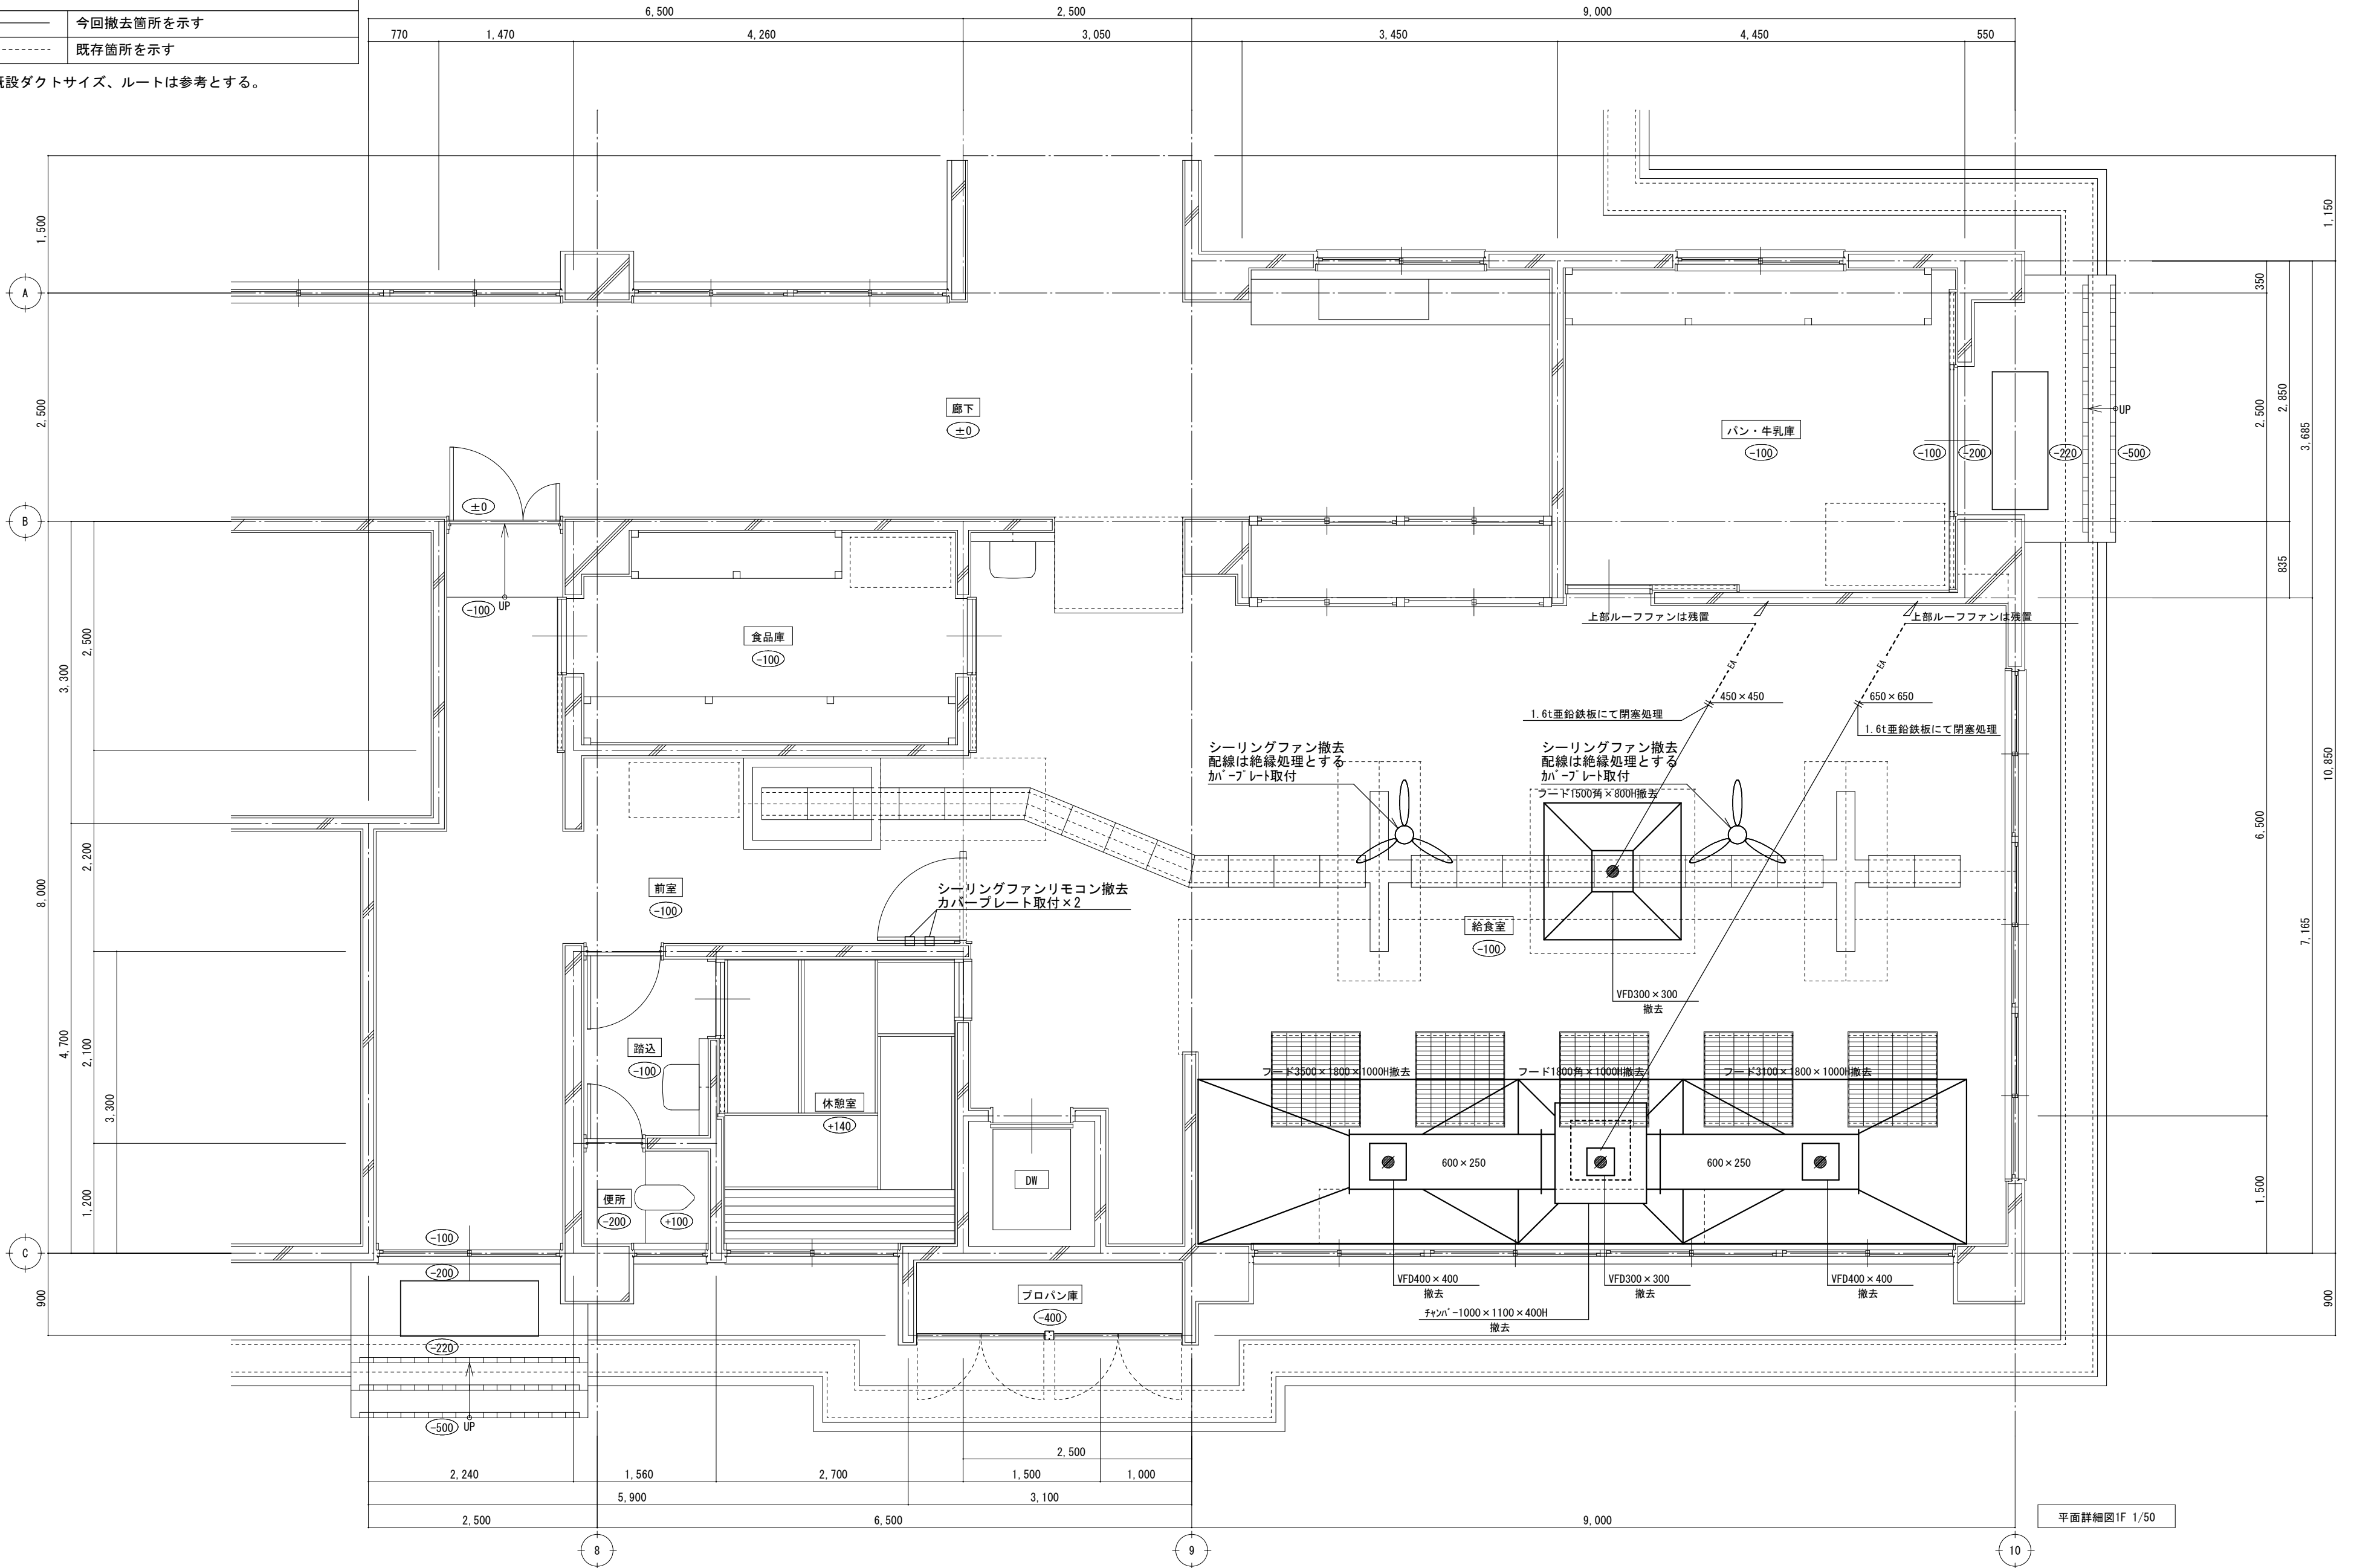 今回撤去箇所を示す
既存箇所を示す
既設ダクトサイズ、ルートは参考とする。
6,500
2,500
9,000
770
1,470
4,260
3,050
3,450
4,450
550
1,500
2,500
3,300
2,500
8,000
2,200
4,700
2,100
3,300
1,200
900
A
B
C
廊下
±0
パン・牛乳庫
-100
-100
-200
-220
-500
UP
±0
-100
UP
食品庫
-100
上部ルーフファンは残置
上部ルーフファンは残置
EA
EA
450×450
650×650
1.6t亜鉛鉄板にて閉塞処理
1.6t亜鉛鉄板にて閉塞処理
シーリングファン撤去
配線は絶縁処理とする
ｶﾊﾞｰﾌﾟﾚｰﾄ取付
シーリングファン撤去
配線は絶縁処理とする
ｶﾊﾞｰﾌﾟﾚｰﾄ取付
フード1500角×800H撤去
前室
-100
シーリングファンリモコン撤去
カバープレート取付×2
給食室
-100
VFD300×300
撤去
踏込
-100
休憩室
+140
フード3500×1800×1000H撤去
フード1800角×1000H撤去
フード3100×1800×1000H撤去
600×250
600×250
DW
便所
-200
+100
-100
-200
-220
-500
UP
プロパン庫
-400
VFD400×400
撤去
VFD300×300
撤去
VFD400×400
撤去
ﾁｬﾝﾊﾞｰ1000×1100×400H
撤去
1,150
350
2,500
2,850
3,685
835
10,850
6,500
7,165
1,500
900
2,500
2,240
1,560
2,700
1,500
1,000
5,900
3,100
2,500
6,500
9,000
8
9
10
平面詳細図1F 1/50